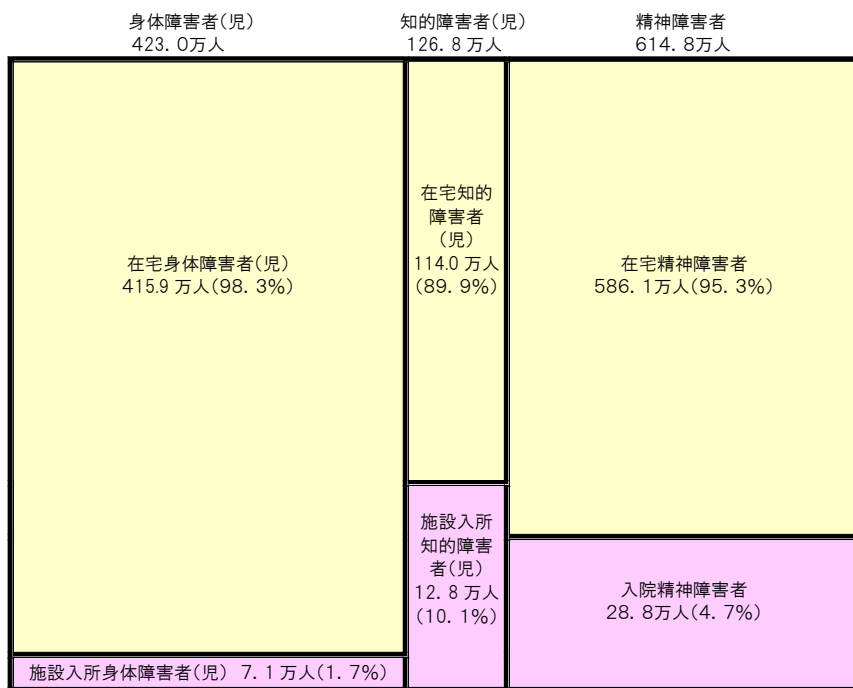 身体障害者(児)
423.0万人
知的障害者(児)
126.8万人
精神障害者
614.8万人
在宅身体障害者(児)
415.9万人(98.3%)
在宅知的
障害者
(児)
114.0万人
(89.9%)
在宅精神障害者
586.1万人(95.3%)
施設入所
知的障害
者(児)
12.8万人
(10.1%)
入院精神障害者
28.8万人(4.7%)
施設入所身体障害者(児) 7.1万人(1.7%)